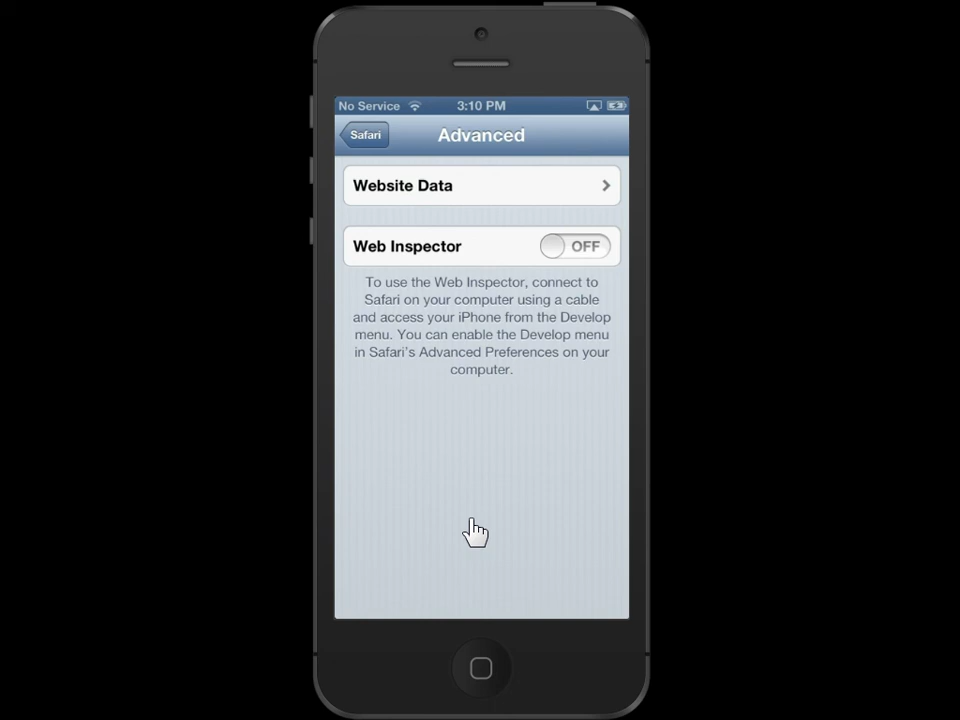 No Service 3:10 PM
Safari Advanced
Website Data
Web Inspector OFF
To use the Web Inspector, connect to
Safari on your computer using a cable
and access your iPhone from the Develop
menu. You can enable the Develop menu
in Safari's Advanced Preferences on your
computer.